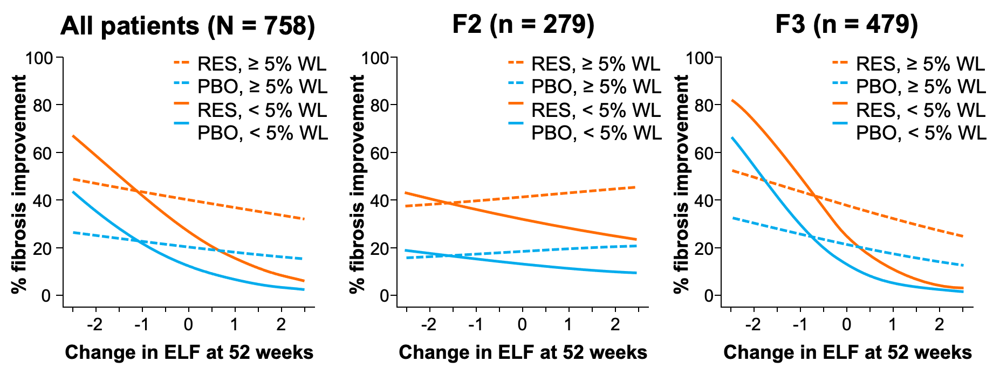 All patients (N = 758)
% fibrosis improvement
100
80
60
40
20
0
RES, ≥ 5% WL
PBO, ≥ 5% WL
RES, < 5% WL
PBO, < 5% WL
-2 -1 0 1 2
Change in ELF at 52 weeks
F2 (n = 279)
% fibrosis improvement
100
80
60
40
20
0
RES, ≥ 5% WL
PBO, ≥ 5% WL
RES, < 5% WL
PBO, < 5% WL
-2 -1 0 1 2
Change in ELF at 52 weeks
F3 (n = 479)
% fibrosis improvement
100
80
60
40
20
0
RES, ≥ 5% WL
PBO, ≥ 5% WL
RES, < 5% WL
PBO, < 5% WL
-2 -1 0 1 2
Change in ELF at 52 weeks